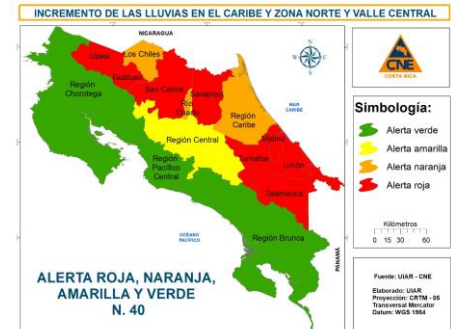 INCREMENTO DE LAS LLUVIAS EN EL CARIBE Y ZONA NORTE Y VALLE CENTRAL
NICARAGUA
Upala
Los Chiles
Guatuso
San Carlos
Sarapiquí
Río
Cuarto
Región
Chorotega
Región
Caribe
MAR
CARIBE
Región Central
Matina
Turrialba
Limón
Región
Pacífico
Central
Talamanca
OCÉANO
PACÍFICO
Región Brunca
PANAMÁ
ALERTA ROJA, NARANJA,
AMARILLA Y VERDE
N. 40
CNE
COSTA RICA
Simbología:
Alerta verde
Alerta amarilla
Alerta naranja
Alerta roja
Kilómetros
0 15 30 60
Fuente: UIAR - CNE
Elaborado: UIAR
Proyección: CRTM - 05
Transversal Mercator
Datum: WGS 1984